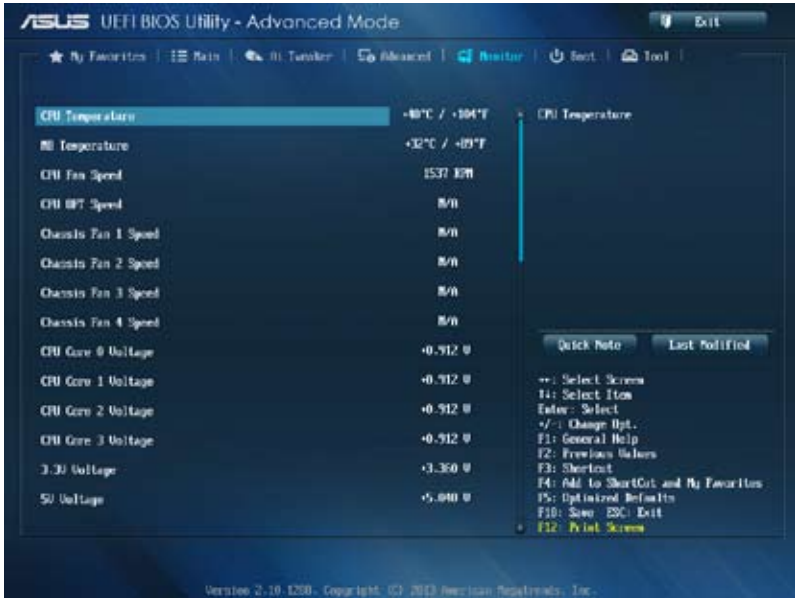 ASUS UEFI BIOS Utility - Advanced Mode
Exit
My Favorites | Main | Ai Tweaker | Advanced | Monitor | Boot | Tool
CPU Temperature +40°C / +104°F
MB Temperature +32°C / +89°F
CPU Fan Speed 1537 RPM
CPU OPT Speed N/A
Chassis Fan 1 Speed N/A
Chassis Fan 2 Speed N/A
Chassis Fan 3 Speed N/A
Chassis Fan 4 Speed N/A
CPU Core 0 Voltage +0.912 V
CPU Core 1 Voltage +0.912 V
CPU Core 2 Voltage +0.912 V
CPU Core 3 Voltage +0.912 V
3.3V Voltage +3.360 V
5V Voltage +5.040 V
CPU Temperature
Quick Note
Last Modified
→←: Select Screen
↑↓: Select Item
Enter: Select
+/-: Change Opt.
F1: General Help
F2: Previous Values
F3: Shortcut
F4: Add to ShortCut and My Favorites
F5: Optimized Defaults
F10: Save ESC: Exit
F12: Print Screen
Version 2.10.1208. Copyright (C) 2013 American Megatrends, Inc.